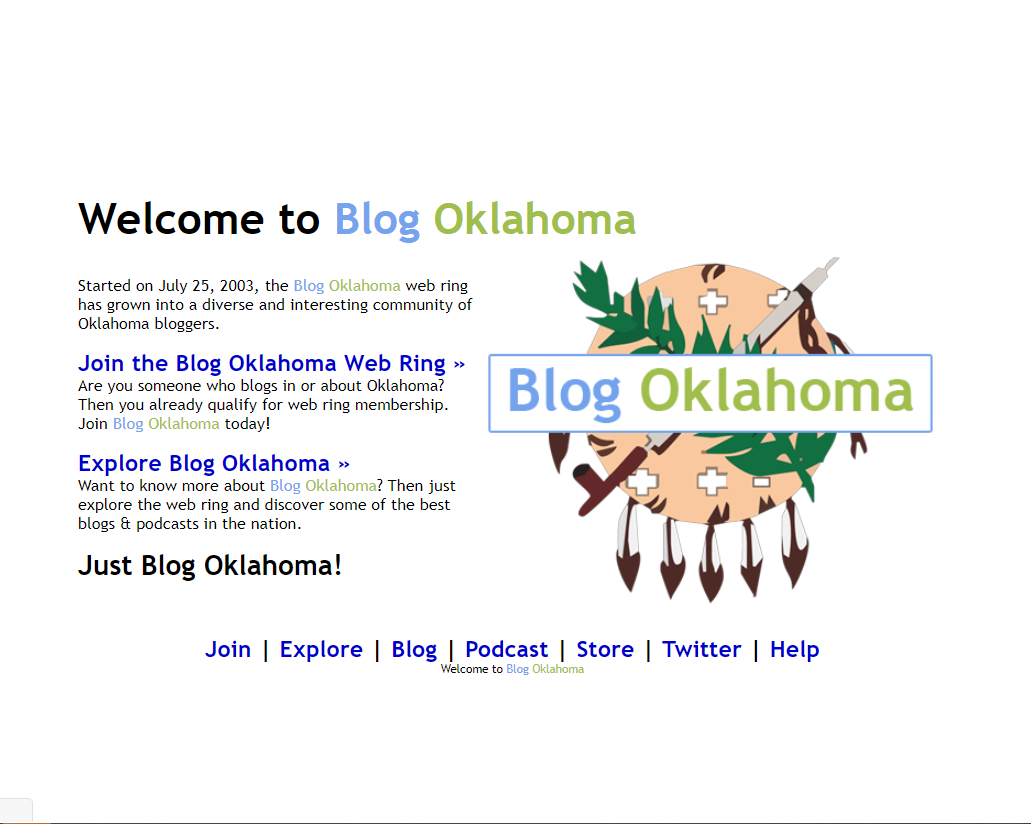 Welcome to Blog Oklahoma
Started on July 25, 2003, the Blog Oklahoma web ring
has grown into a diverse and interesting community of
Oklahoma bloggers.
Join the Blog Oklahoma Web Ring »
Are you someone who blogs in or about Oklahoma?
Then you already qualify for web ring membership.
Join Blog Oklahoma today!
Explore Blog Oklahoma »
Want to know more about Blog Oklahoma? Then just
explore the web ring and discover some of the best
blogs & podcasts in the nation.
Just Blog Oklahoma!
Blog Oklahoma
Join | Explore | Blog | Podcast | Store | Twitter | Help
Welcome to Blog Oklahoma